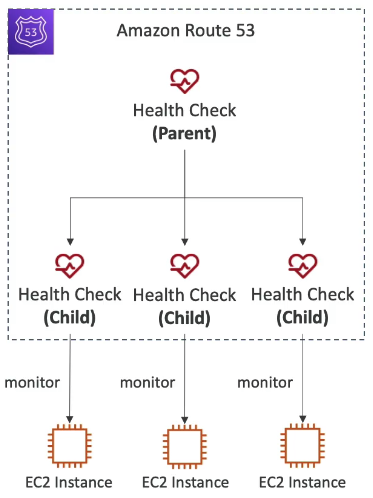 53
Amazon Route 53
Health Check
(Parent)
Health Check
(Child)
Health Check
(Child)
Health Check
(Child)
monitor
monitor
monitor
EC2 Instance
EC2 Instance
EC2 Instance